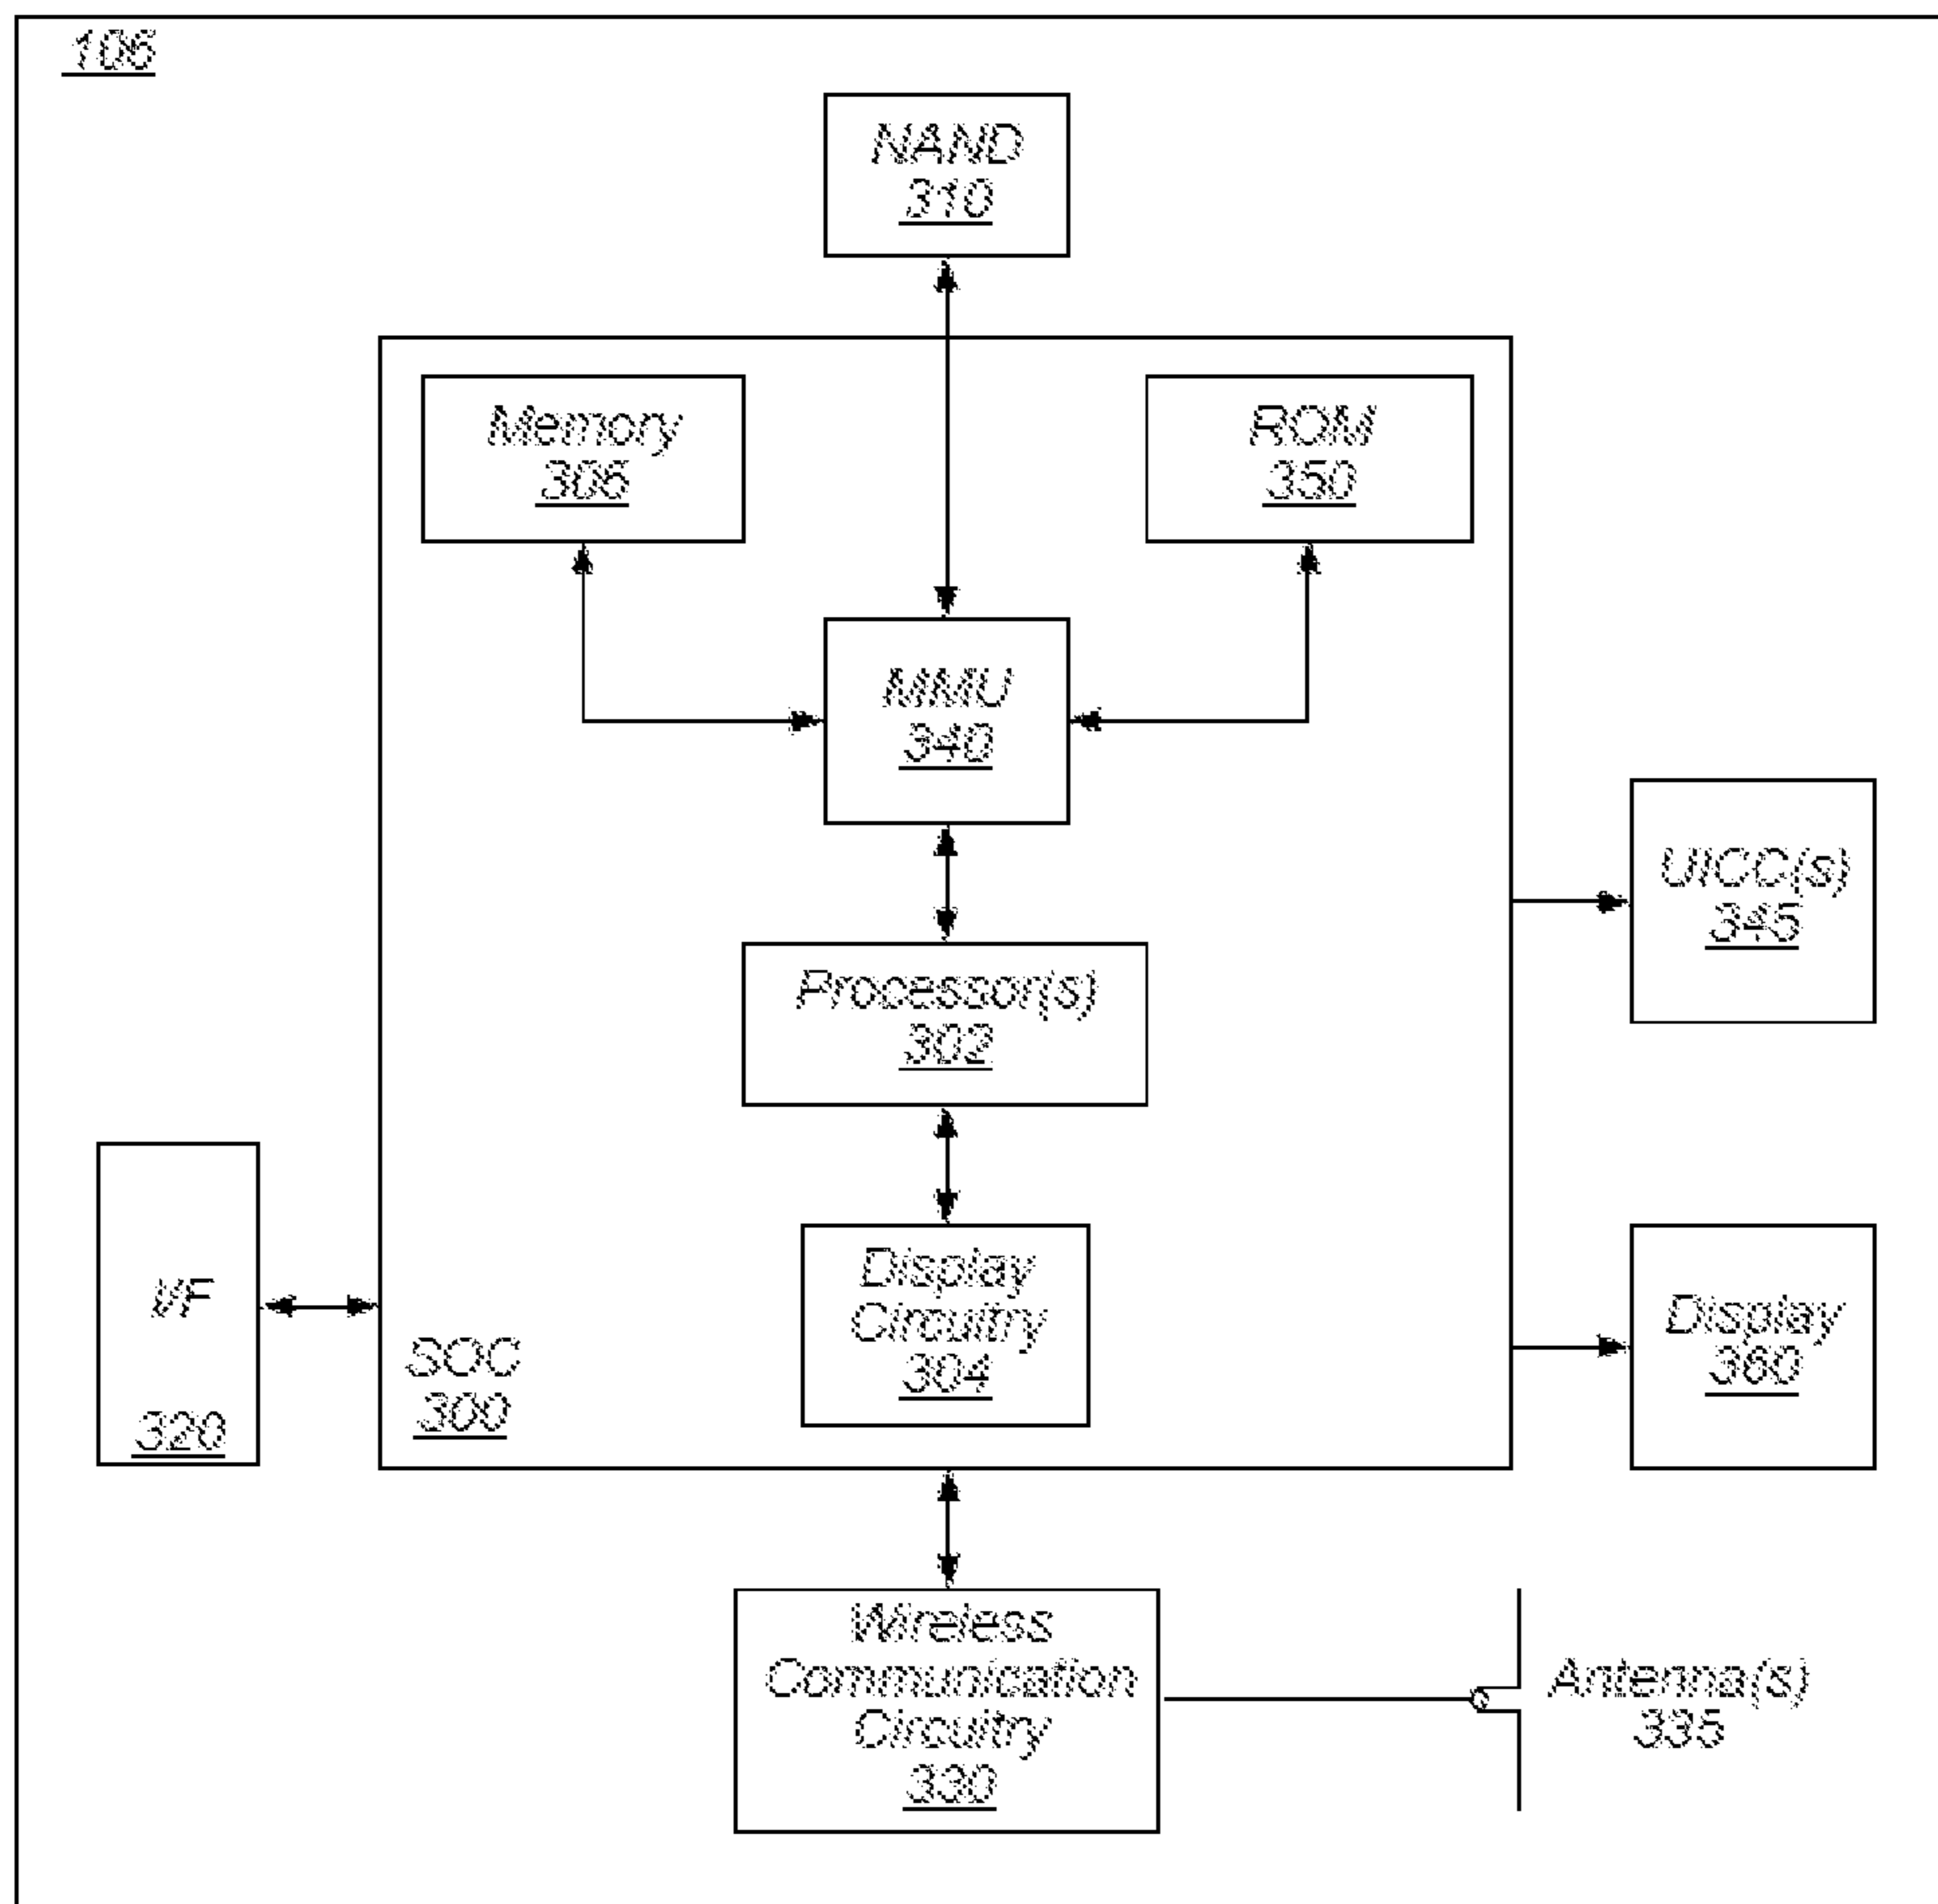 106
NAND
310
Memory
306
ROM
350
MMU
340
UICC(s)
345
Processor(s)
302
I/F
320
Display
Circuitry
304
SOC
300
Display
360
Wireless
Communication
Circuitry
330
Antenna(s)
335